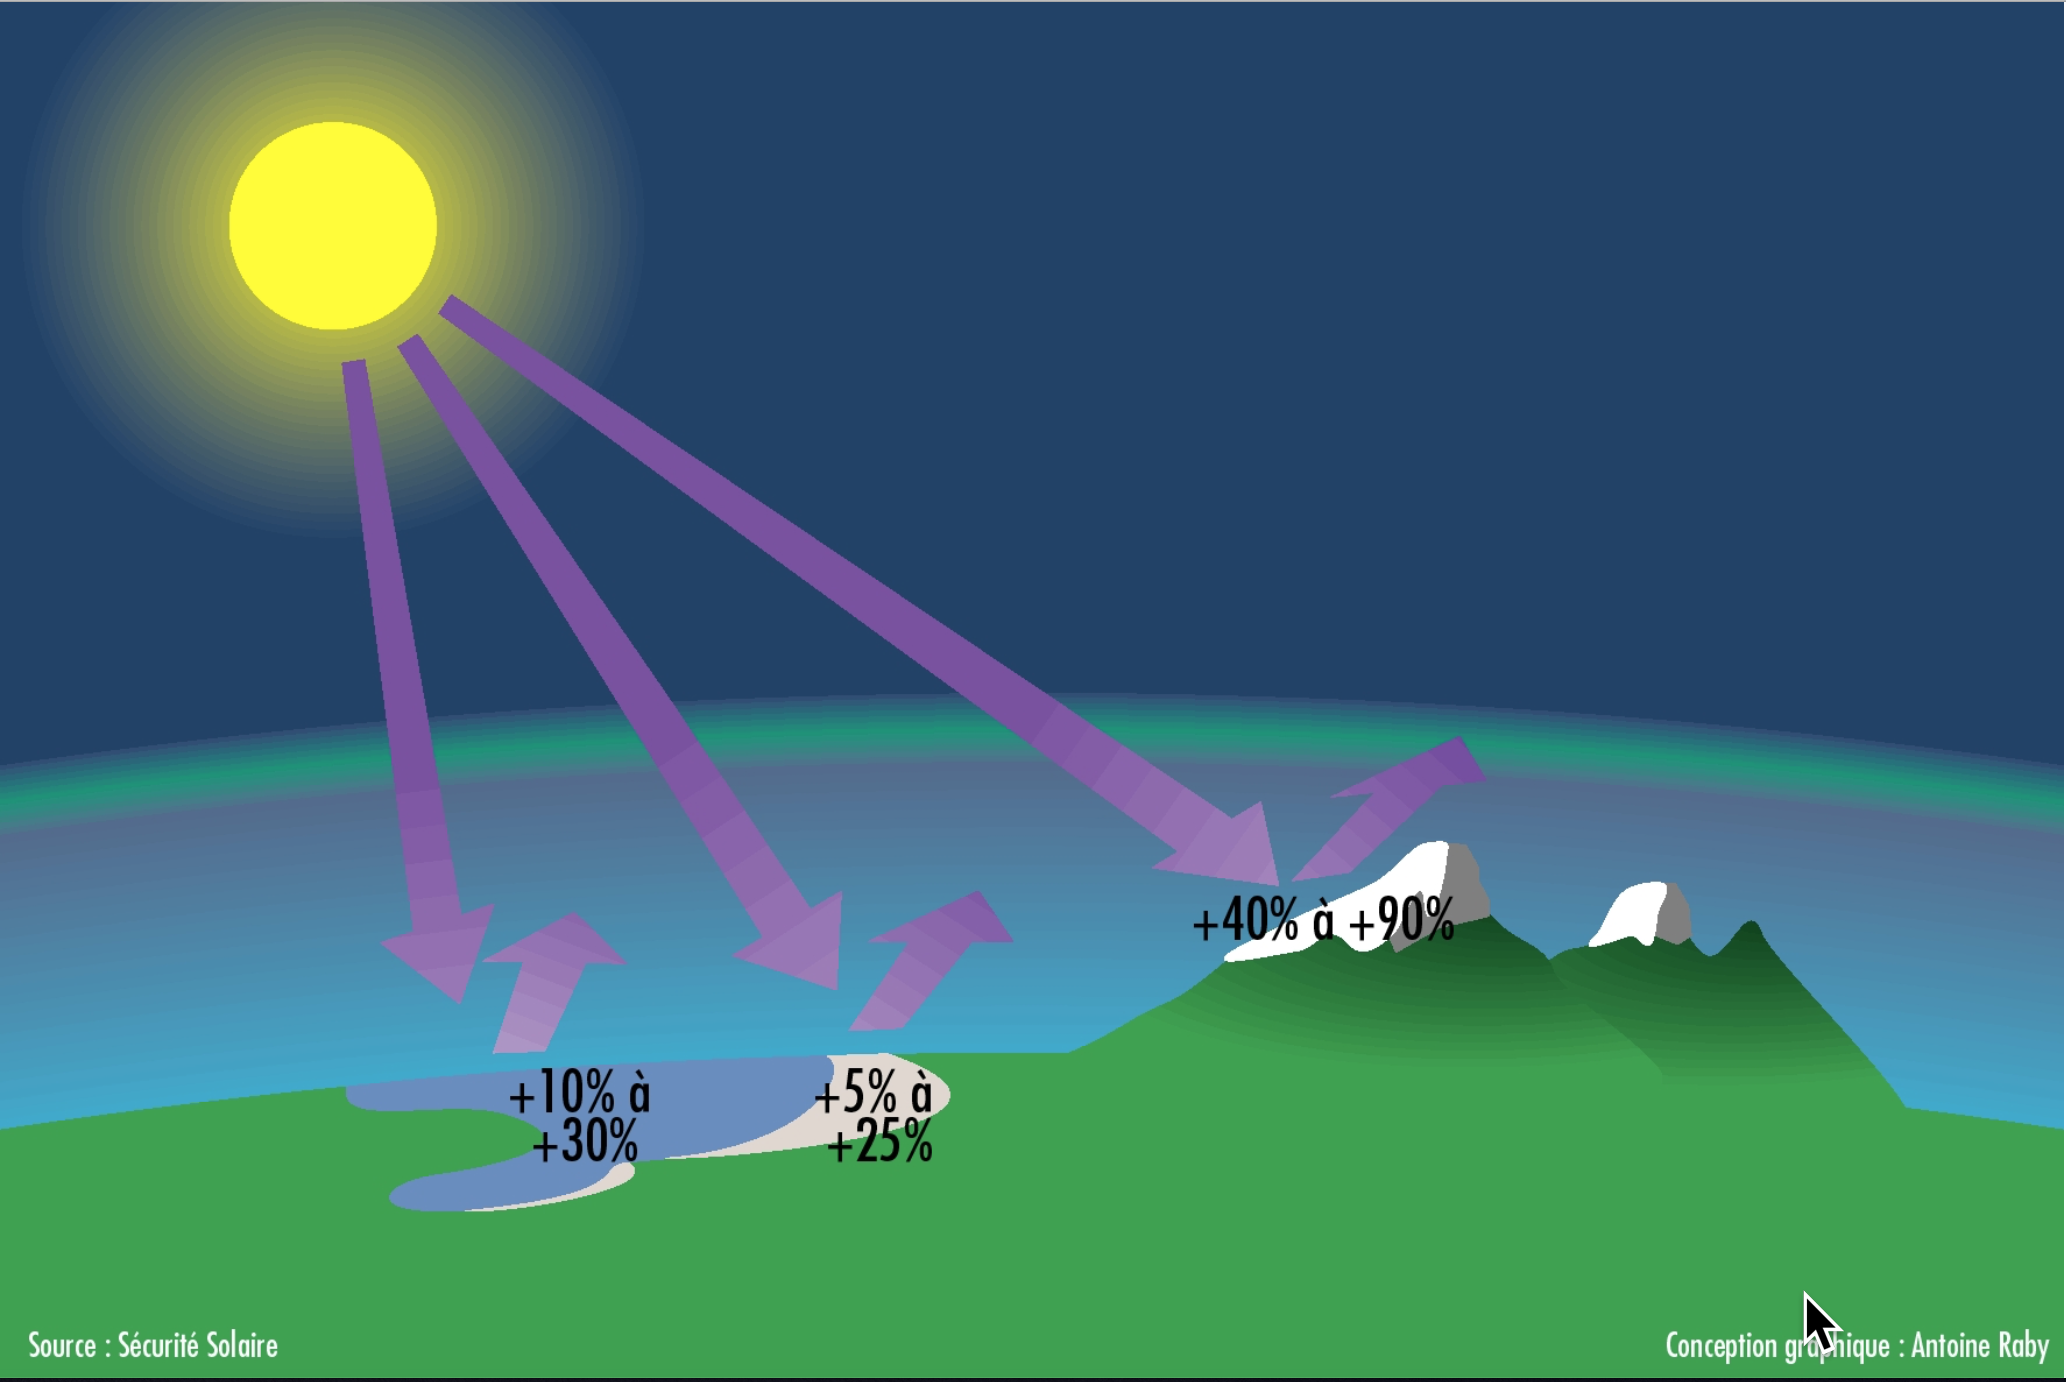 +40% à +90%
+10% à
+30%
+5% à
+25%
Source : Sécurité Solaire
Conception graphique : Antoine Raby